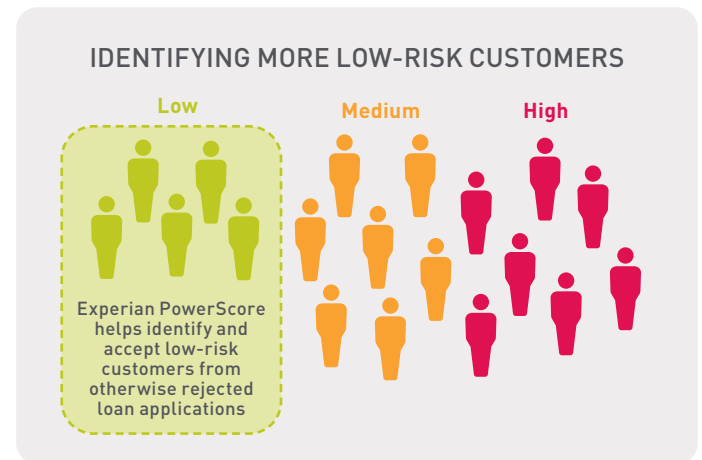 IDENTIFYING MORE LOW-RISK CUSTOMERS
Low
Medium
High
Experian PowerScore
helps identify and
accept low-risk
customers from
otherwise rejected
loan applications